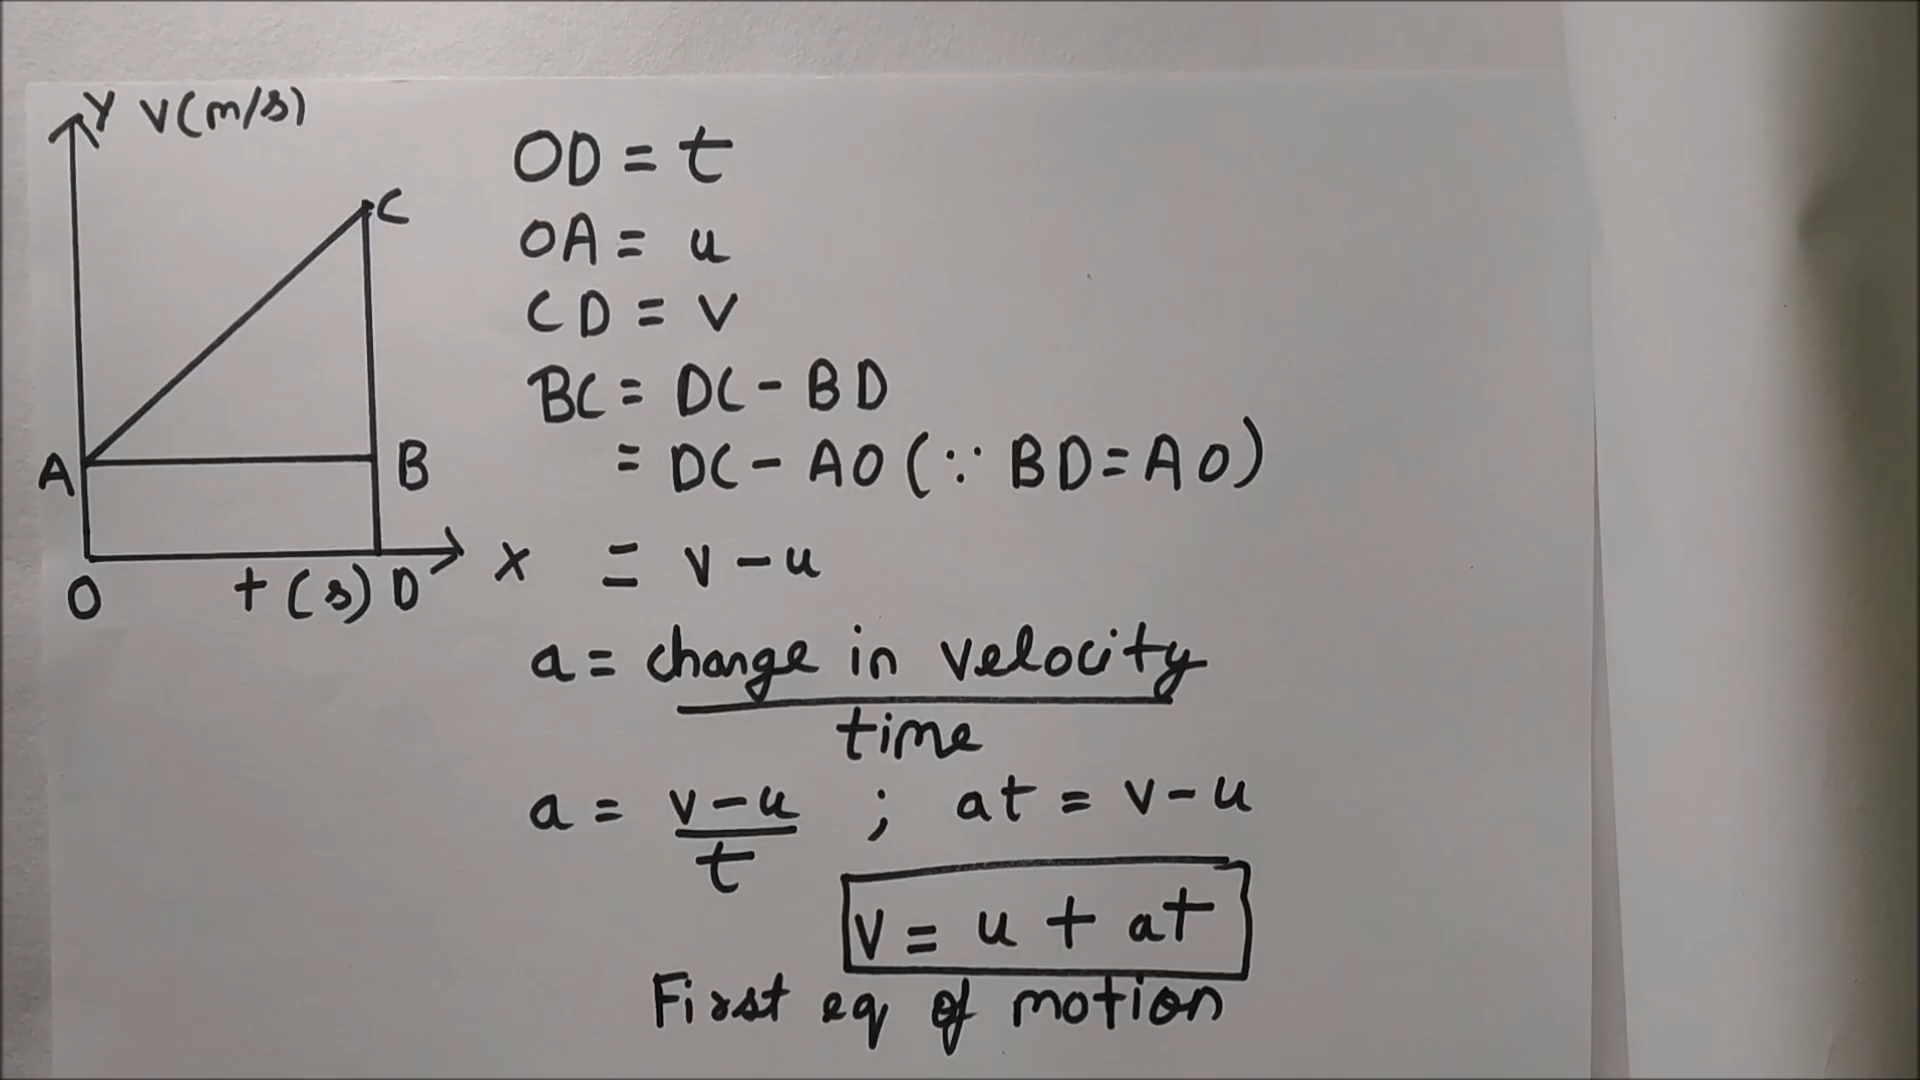 Y V(m/s)
C
A
B
O
t(s) D
X
OD = t
OA = u
CD = v
BC = DC - BD
= DC - AO (∵ BD = AO)
= v - u
a = change in velocity
time
a = v - u ; at = v - u
t
v = u + at
First eq of motion